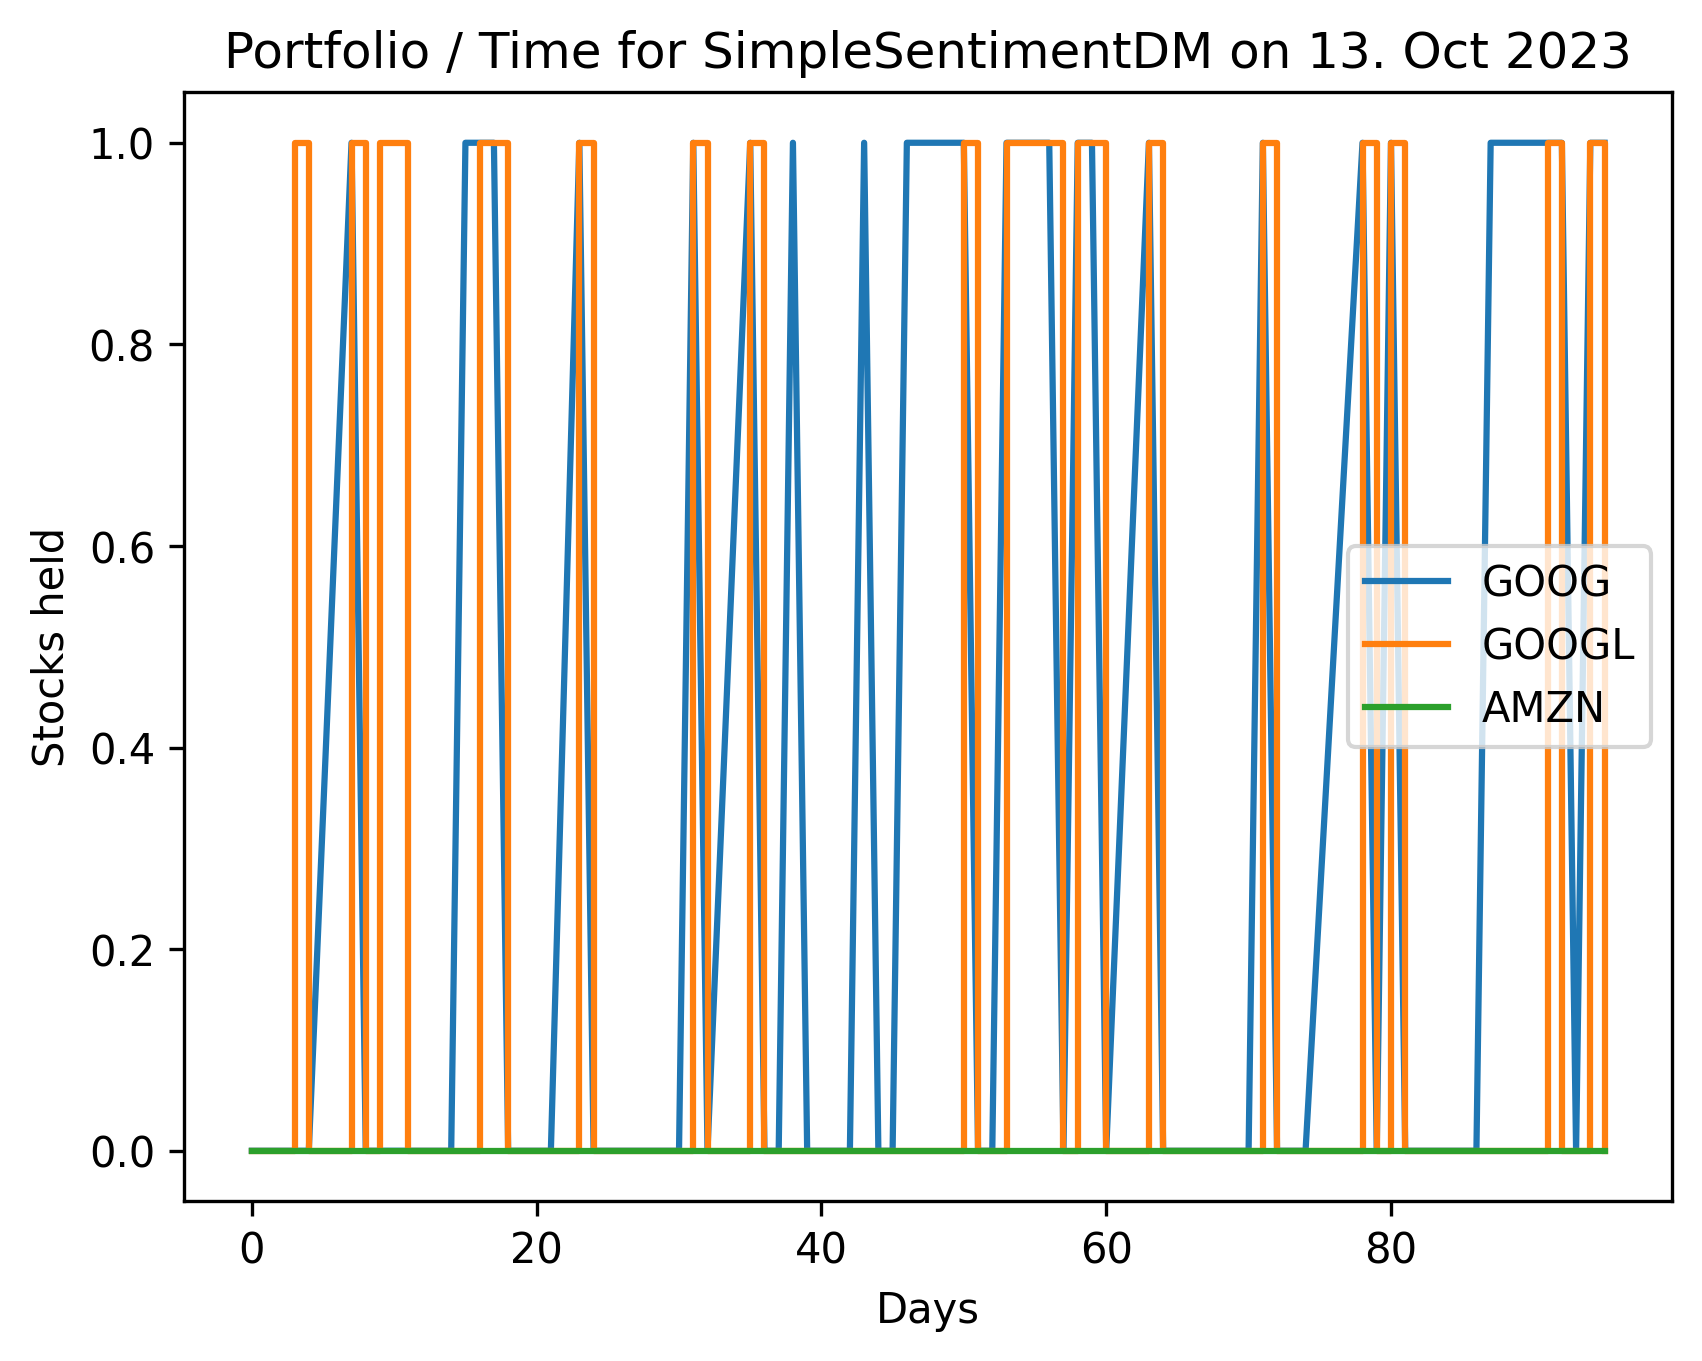 Portfolio / Time for SimpleSentimentDM on 13. Oct 2023
1.0
0.8
0.6
0.4
0.2
0.0
Stocks held
GOOG
GOOGL
AMZN
0 20 40 60 80
Days